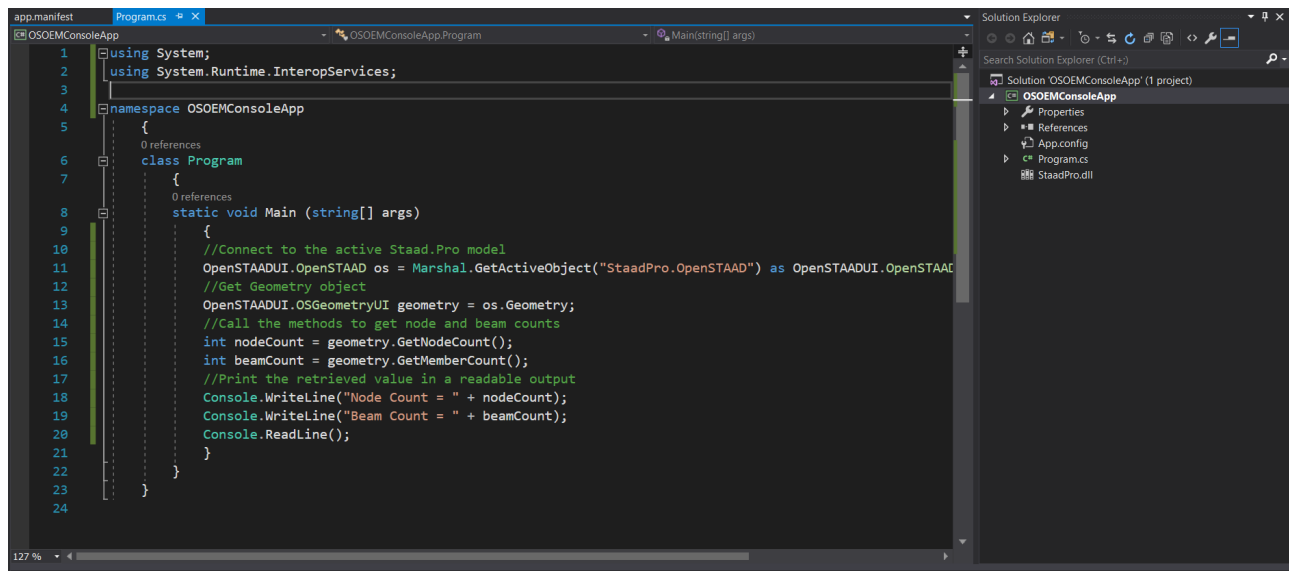 app.manifest Program.cs
Solution Explorer
OSOEMConsoleApp OSOEMConsoleApp.Program Main(string[] args)
Search Solution Explorer (Ctrl+;)
Solution 'OSOEMConsoleApp' (1 project)
OSOEMConsoleApp
Properties
References
App.config
C# Program.cs
StaadPro.dll
1 using System;
2 using System.Runtime.InteropServices;
3
4 namespace OSOEMConsoleApp
5 {
0 references
6 class Program
7 {
0 references
8 static void Main (string[] args)
9 {
10 //Connect to the active Staad.Pro model
11 OpenSTAADUI.OpenSTAAD os = Marshal.GetActiveObject("StaadPro.OpenSTAAD") as OpenSTAADUI.OpenSTAAD
12 //Get Geometry object
13 OpenSTAADUI.OSGeometryUI geometry = os.Geometry;
14 //Call the methods to get node and beam counts
15 int nodeCount = geometry.GetNodeCount();
16 int beamCount = geometry.GetMemberCount();
17 //Print the retrieved value in a readable output
18 Console.WriteLine("Node Count = " + nodeCount);
19 Console.WriteLine("Beam Count = " + beamCount);
20 Console.ReadLine();
21 }
22 }
23 }
24
127 %